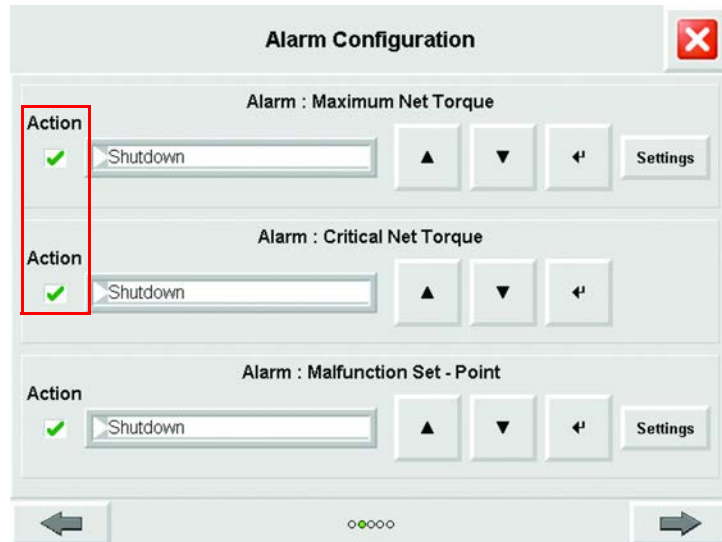 Alarm Configuration
Alarm : Maximum Net Torque
Action
Shutdown
Settings
Alarm : Critical Net Torque
Action
Shutdown
Alarm : Malfunction Set - Point
Action
Shutdown
Settings